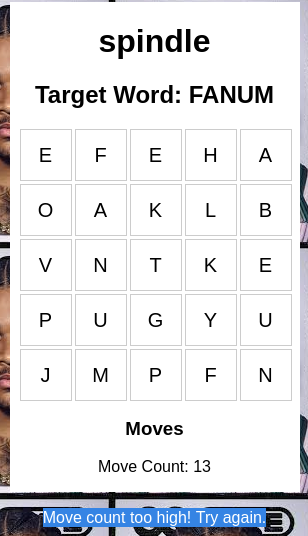 spindle
Target Word: FANUM
E F E H A
O A K L B
V N T K E
P U G Y U
J M P F N
Moves
Move Count: 13
Move count too high! Try again.